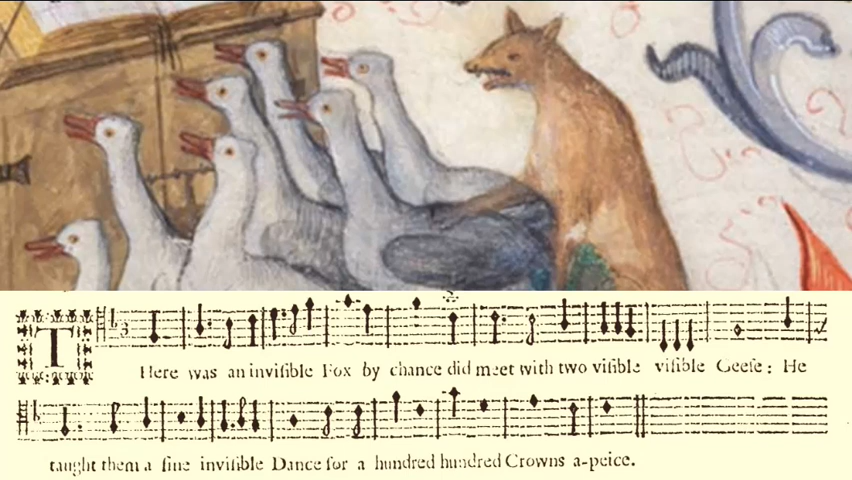 THere was an inviſible Fox by chance did meet with two viſible viſible Geeſe: He
taught them a fine inviſible Dance for a hundred hundred Crowns a-peice.